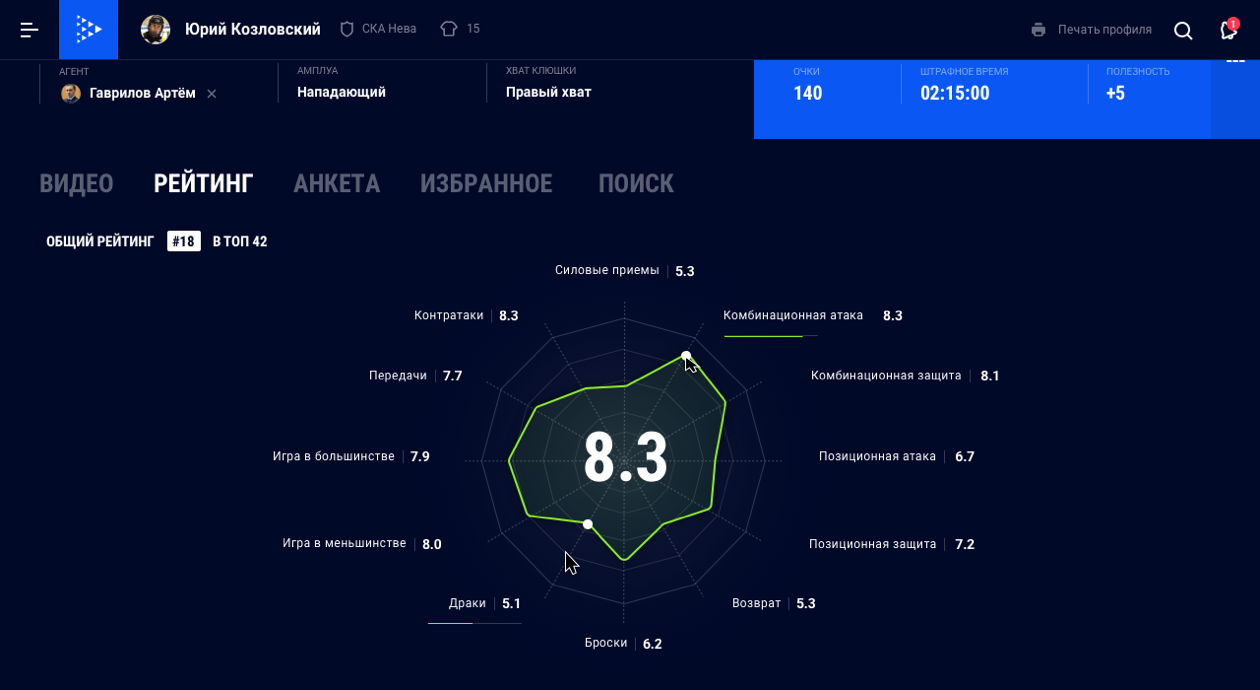 Юрий Козловский
СКА Нева
15
Печать профиля
1
АГЕНТ
Гаврилов Артём
АМПЛУА
Нападающий
ХВАТ КЛЮШКИ
Правый хват
ОЧКИ
140
ШТРАФНОЕ ВРЕМЯ
02:15:00
ПОЛЕЗНОСТЬ
+5
ВИДЕО РЕЙТИНГ АНКЕТА ИЗБРАННОЕ ПОИСК
ОБЩИЙ РЕЙТИНГ #18 В ТОП 42
Силовые приемы 5.3
Контратаки 8.3
Комбинационная атака 8.3
Передачи 7.7
Комбинационная защита 8.1
Игра в большинстве 7.9
8.3
Позиционная атака 6.7
Игра в меньшинстве 8.0
Позиционная защита 7.2
Драки 5.1
Возврат 5.3
Броски 6.2